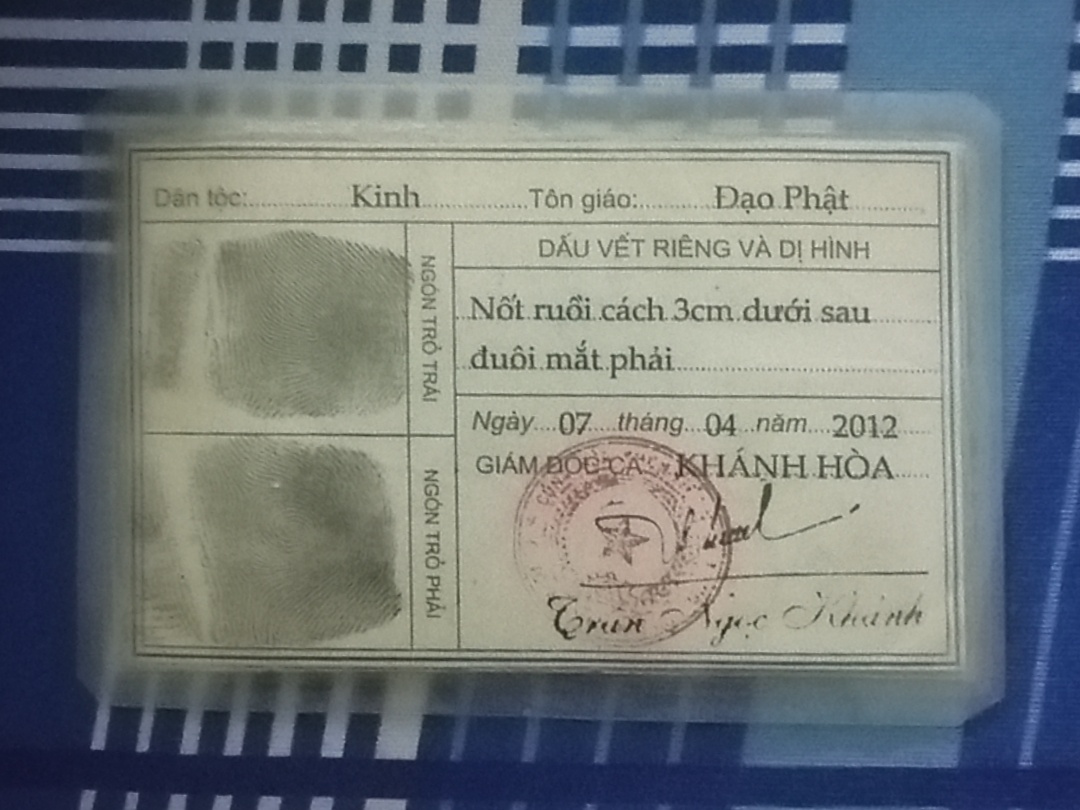 Dân tộc: Kinh Tôn giáo: Đạo Phật
NGÓN TRỎ TRÁI
NGÓN TRỎ PHẢI
DẤU VẾT RIÊNG VÀ DỊ HÌNH
Nốt ruồi cách 3cm dưới sau
đuôi mắt phải
Ngày 07 tháng 04 năm 2012
GIÁM ĐỐC CA KHÁNH HÒA
Trần Ngọc Khánh